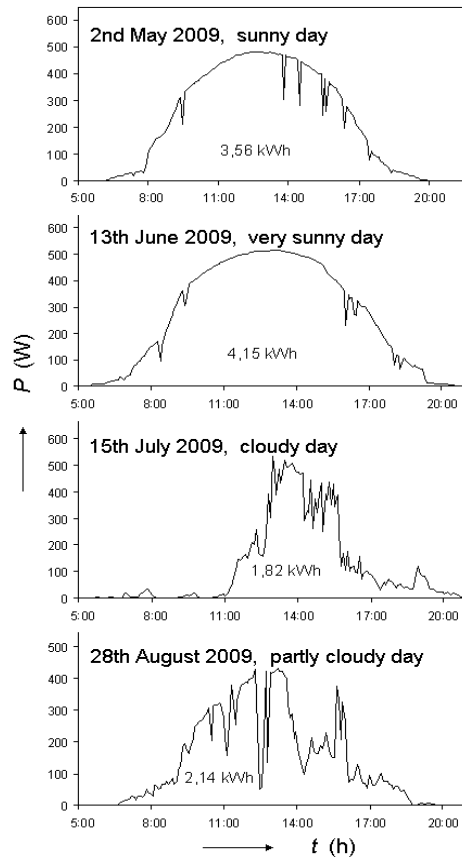 P (W)
2nd May 2009, sunny day
600
500
400
300
200
100
0
3,56 kWh
5:00 8:00 11:00 14:00 17:00 20:00
13th June 2009, very sunny day
600
500
400
300
200
100
0
4,15 kWh
5:00 8:00 11:00 14:00 17:00 20:00
15th July 2009, cloudy day
600
500
400
300
200
100
0
1,82 kWh
5:00 8:00 11:00 14:00 17:00 20:00
28th August 2009, partly cloudy day
500
400
300
200
100
0
2,14 kWh
5:00 8:00 11:00 14:00 17:00 20:00
t (h)